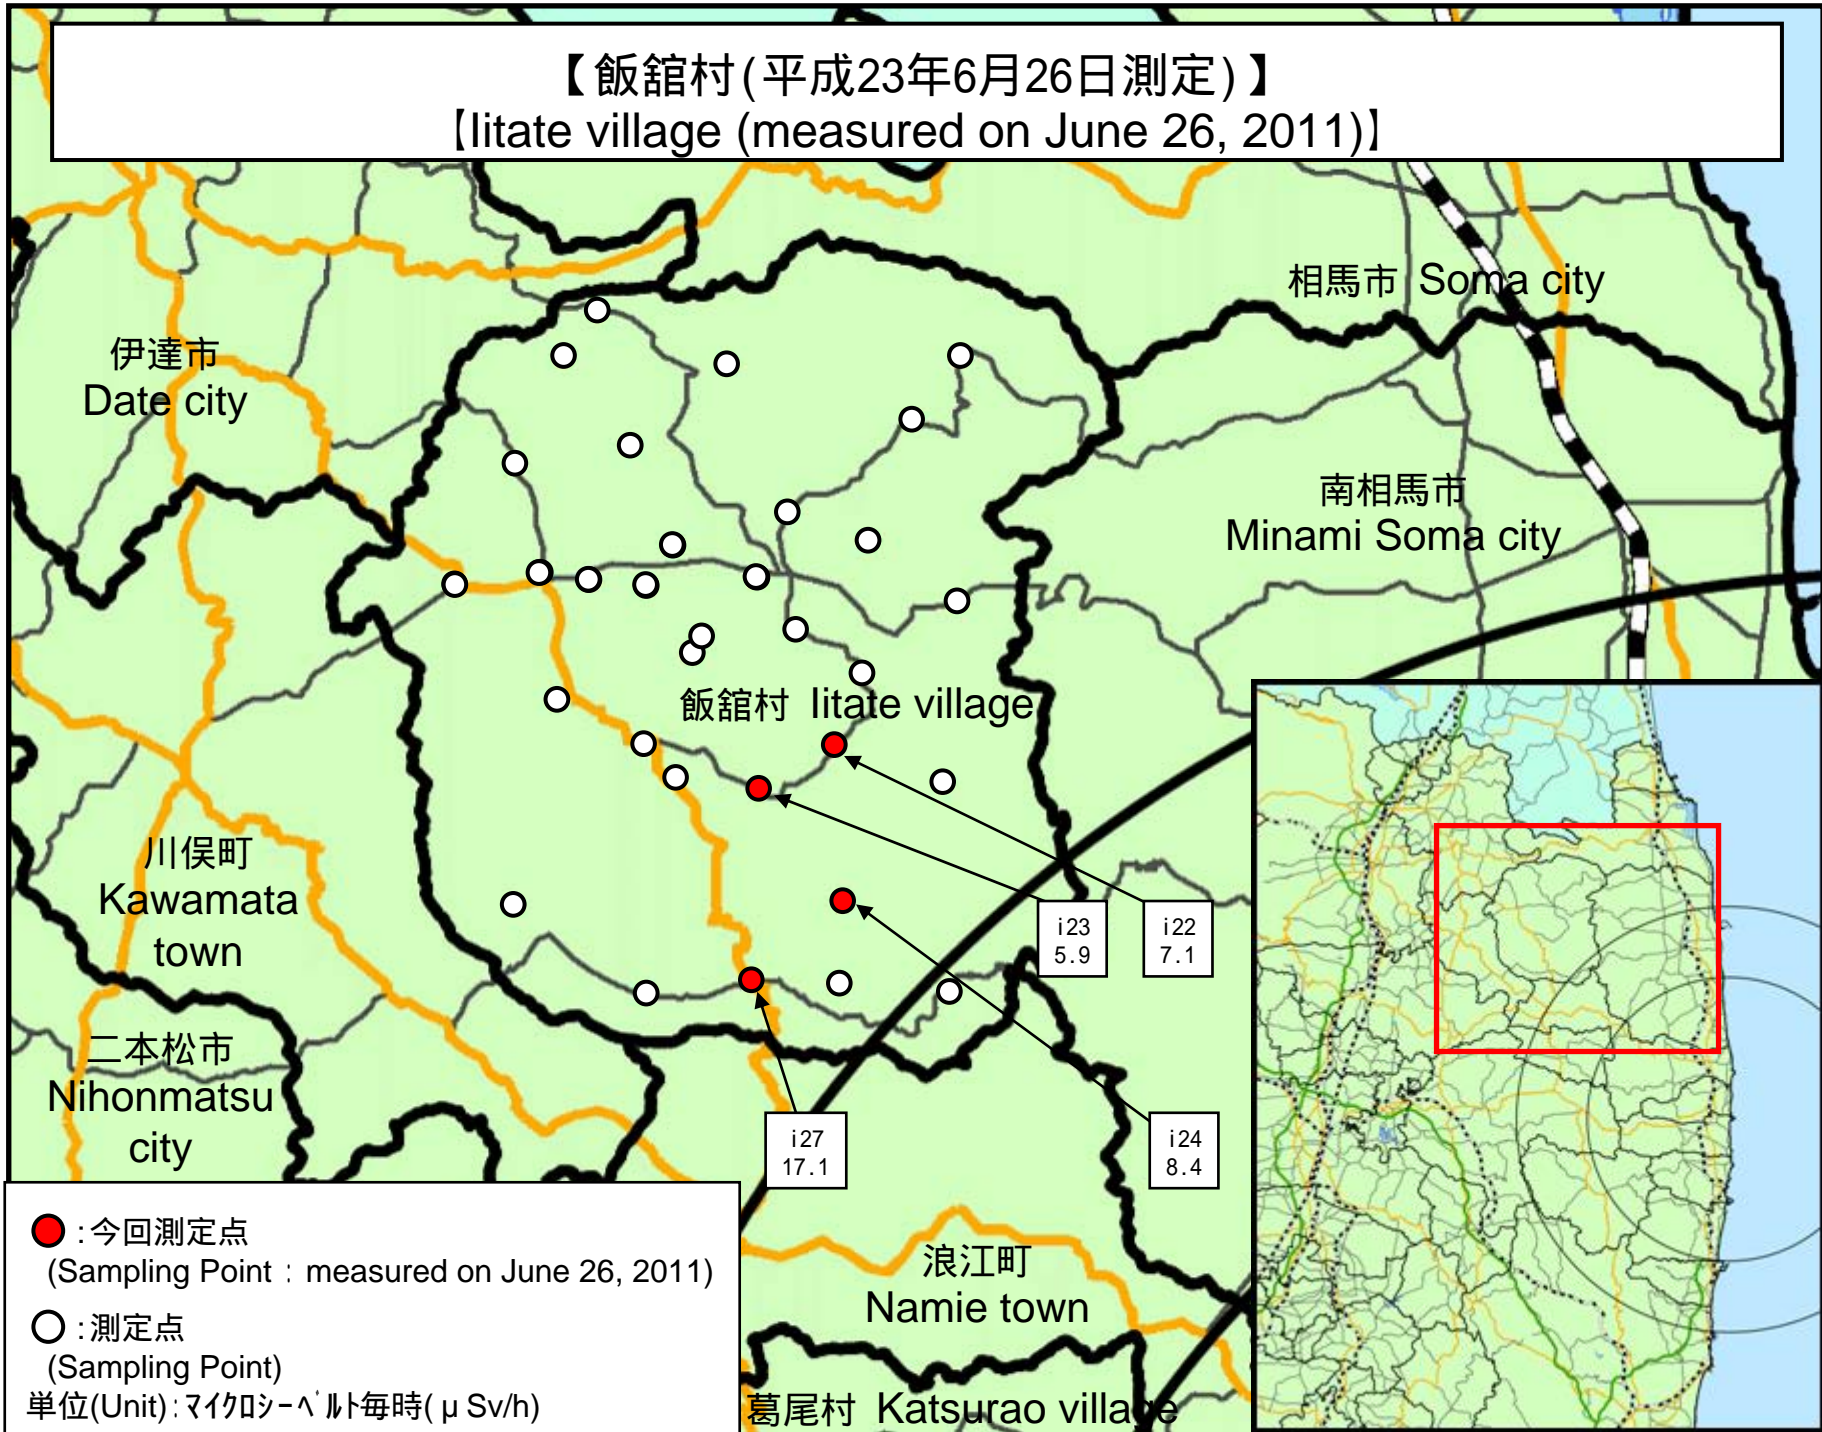 【飯舘村(平成23年6月26日測定)】
【Iitate village (measured on June 26, 2011)】
相馬市 Soma city
伊達市
Date city
南相馬市
Minami Soma city
飯舘村 Iitate village
川俣町
Kawamata
town
i23
5.9
i22
7.1
二本松市
Nihonmatsu
city
i27
17.1
i24
8.4
:今回測定点
(Sampling Point : measured on June 26, 2011)
:測定点
(Sampling Point)
単位(Unit):マイクロシーベルト毎時(μSv/h)
浪江町
Namie town
葛尾村 Katsurao village